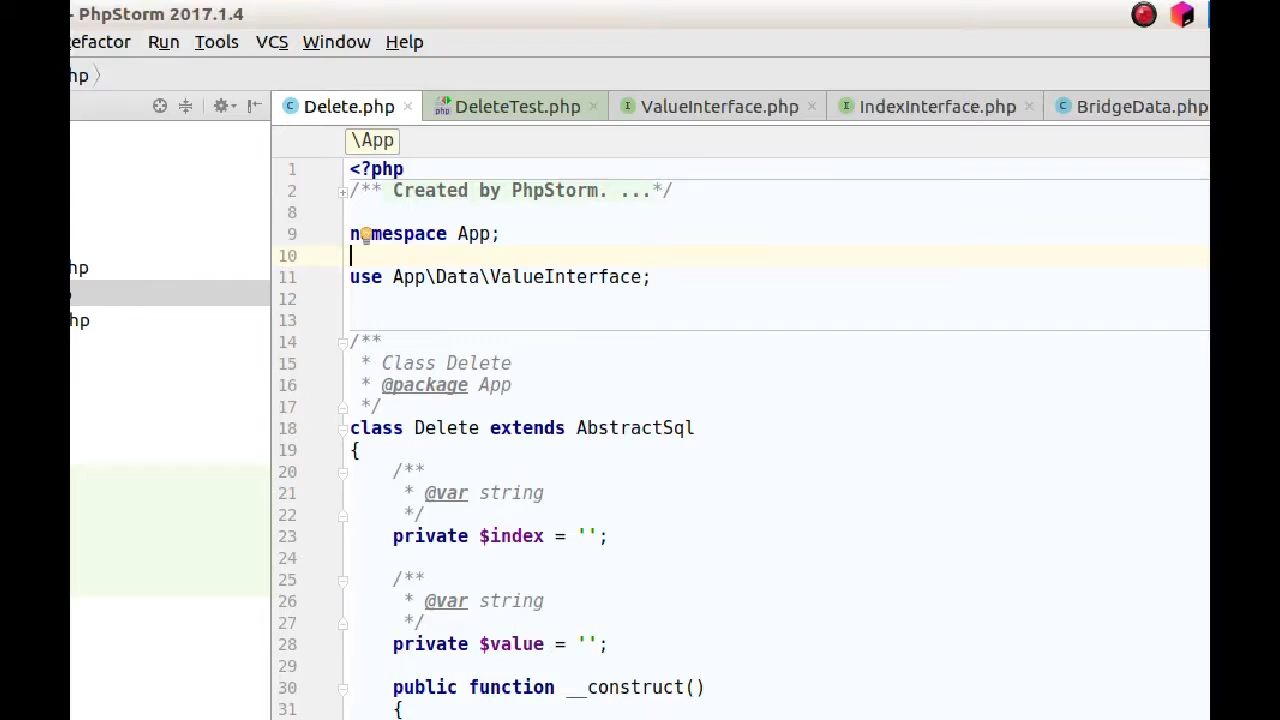 - PhpStorm 2017.1.4
efactor Run Tools VCS Window Help
hp
Delete.php DeleteTest.php ValueInterface.php IndexInterface.php BridgeData.php
\App
1 <?php
2 /** Created by PhpStorm. ...*/
8
9 namespace App;
10
hp
11 use App\Data\ValueInterface;
12
13
hp
14 /**
15 * Class Delete
16 * @package App
17 */
18 class Delete extends AbstractSql
19 {
20 /**
21 * @var string
22 */
23 private $index = '';
24
25 /**
26 * @var string
27 */
28 private $value = '';
29
30 public function __construct()
31 {